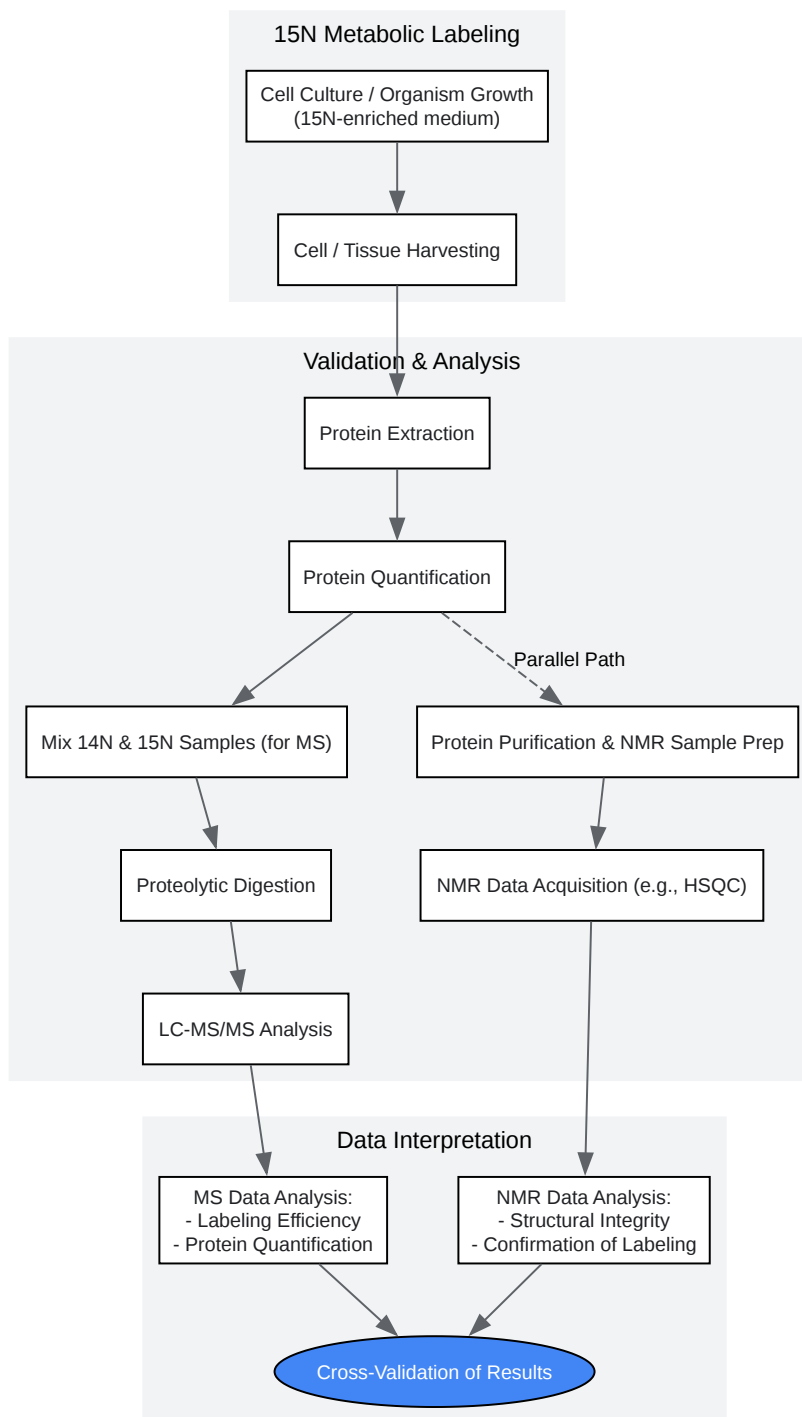 15N Metabolic Labeling
Cell Culture / Organism Growth
(15N-enriched medium)
Cell / Tissue Harvesting
Validation & Analysis
Protein Extraction
Protein Quantification
Parallel Path
Mix 14N & 15N Samples (for MS)
Protein Purification & NMR Sample Prep
Proteolytic Digestion
NMR Data Acquisition (e.g., HSQC)
LC-MS/MS Analysis
Data Interpretation
MS Data Analysis:
- Labeling Efficiency
- Protein Quantification
NMR Data Analysis:
- Structural Integrity
- Confirmation of Labeling
Cross-Validation of Results